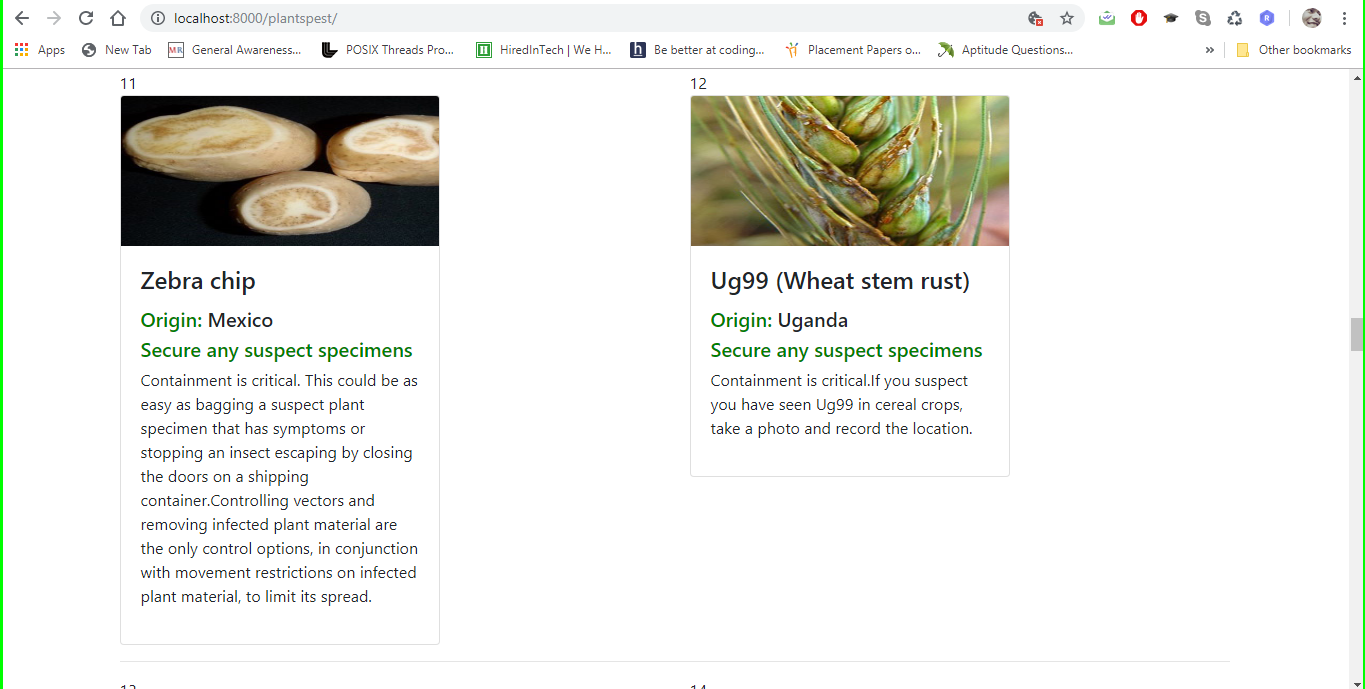 localhost:8000/plantspest/
Apps
New Tab
MR
General Awareness...
POSIX Threads Pro...
HiredInTech | We H...
h
Be better at coding...
Placement Papers o...
Aptitude Questions...
»
Other bookmarks
11
Zebra chip
Origin: Mexico
Secure any suspect specimens
Containment is critical. This could be as
easy as bagging a suspect plant
specimen that has symptoms or
stopping an insect escaping by closing
the doors on a shipping
container.Controlling vectors and
removing infected plant material are
the only control options, in conjunction
with movement restrictions on infected
plant material, to limit its spread.
12
Ug99 (Wheat stem rust)
Origin: Uganda
Secure any suspect specimens
Containment is critical.If you suspect
you have seen Ug99 in cereal crops,
take a photo and record the location.
13
14